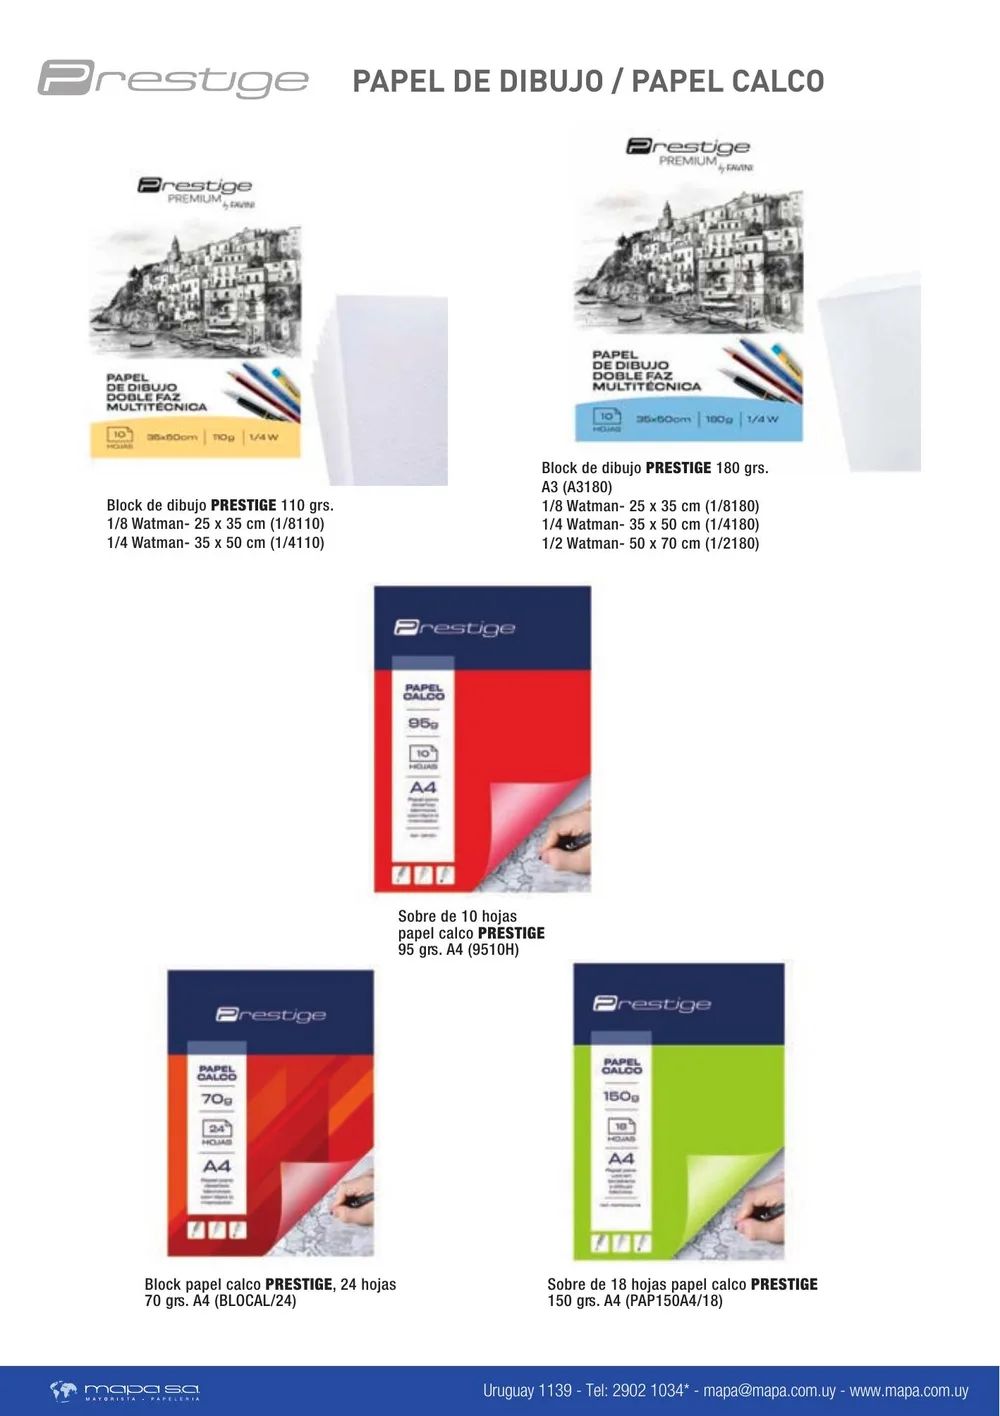 Prestige
PAPEL DE DIBUJO / PAPEL CALCO
Prestige
PREMIUM
by FAVINI
PAPEL
DE DIBUJO
DOBLE FAZ
MULTITÉCNICA
10
HOJAS
35x50cm | 110g | 1/4 W
Block de dibujo PRESTIGE 110 grs.
1/8 Watman- 25 x 35 cm (1/8110)
1/4 Watman- 35 x 50 cm (1/4110)
Prestige
PREMIUM
by FAVINI
PAPEL
DE DIBUJO
DOBLE FAZ
MULTITÉCNICA
10
HOJAS
35x50cm | 180g | 1/4 W
Block de dibujo PRESTIGE 180 grs.
A3 (A3180)
1/8 Watman- 25 x 35 cm (1/8180)
1/4 Watman- 35 x 50 cm (1/4180)
1/2 Watman- 50 x 70 cm (1/2180)
Prestige
PAPEL
CALCO
95g
10
HOJAS
A4
Sobre de 10 hojas
papel calco PRESTIGE
95 grs. A4 (9510H)
Prestige
PAPEL
CALCO
70g
24
HOJAS
A4
Block papel calco PRESTIGE, 24 hojas
70 grs. A4 (BLOCAL/24)
Prestige
PAPEL
CALCO
150g
18
HOJAS
A4
Sobre de 18 hojas papel calco PRESTIGE
150 grs. A4 (PAP150A4/18)
mapa sa
MAYORISTA - PAPELERIA
Uruguay 1139 - Tel: 2902 1034* - mapa@mapa.com.uy - www.mapa.com.uy